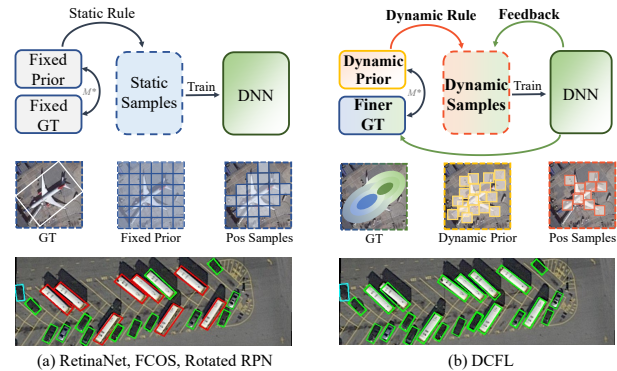 Static Rule
Fixed
Prior
M*
Fixed
GT
Static
Samples
Train
DNN
GT
Fixed Prior
Pos Samples
(a) RetinaNet, FCOS, Rotated RPN
Dynamic Rule
Feedback
Dynamic
Prior
M*
Finer
GT
Dynamic
Samples
Train
DNN
GT
Dynamic Prior
Pos Samples
(b) DCFL